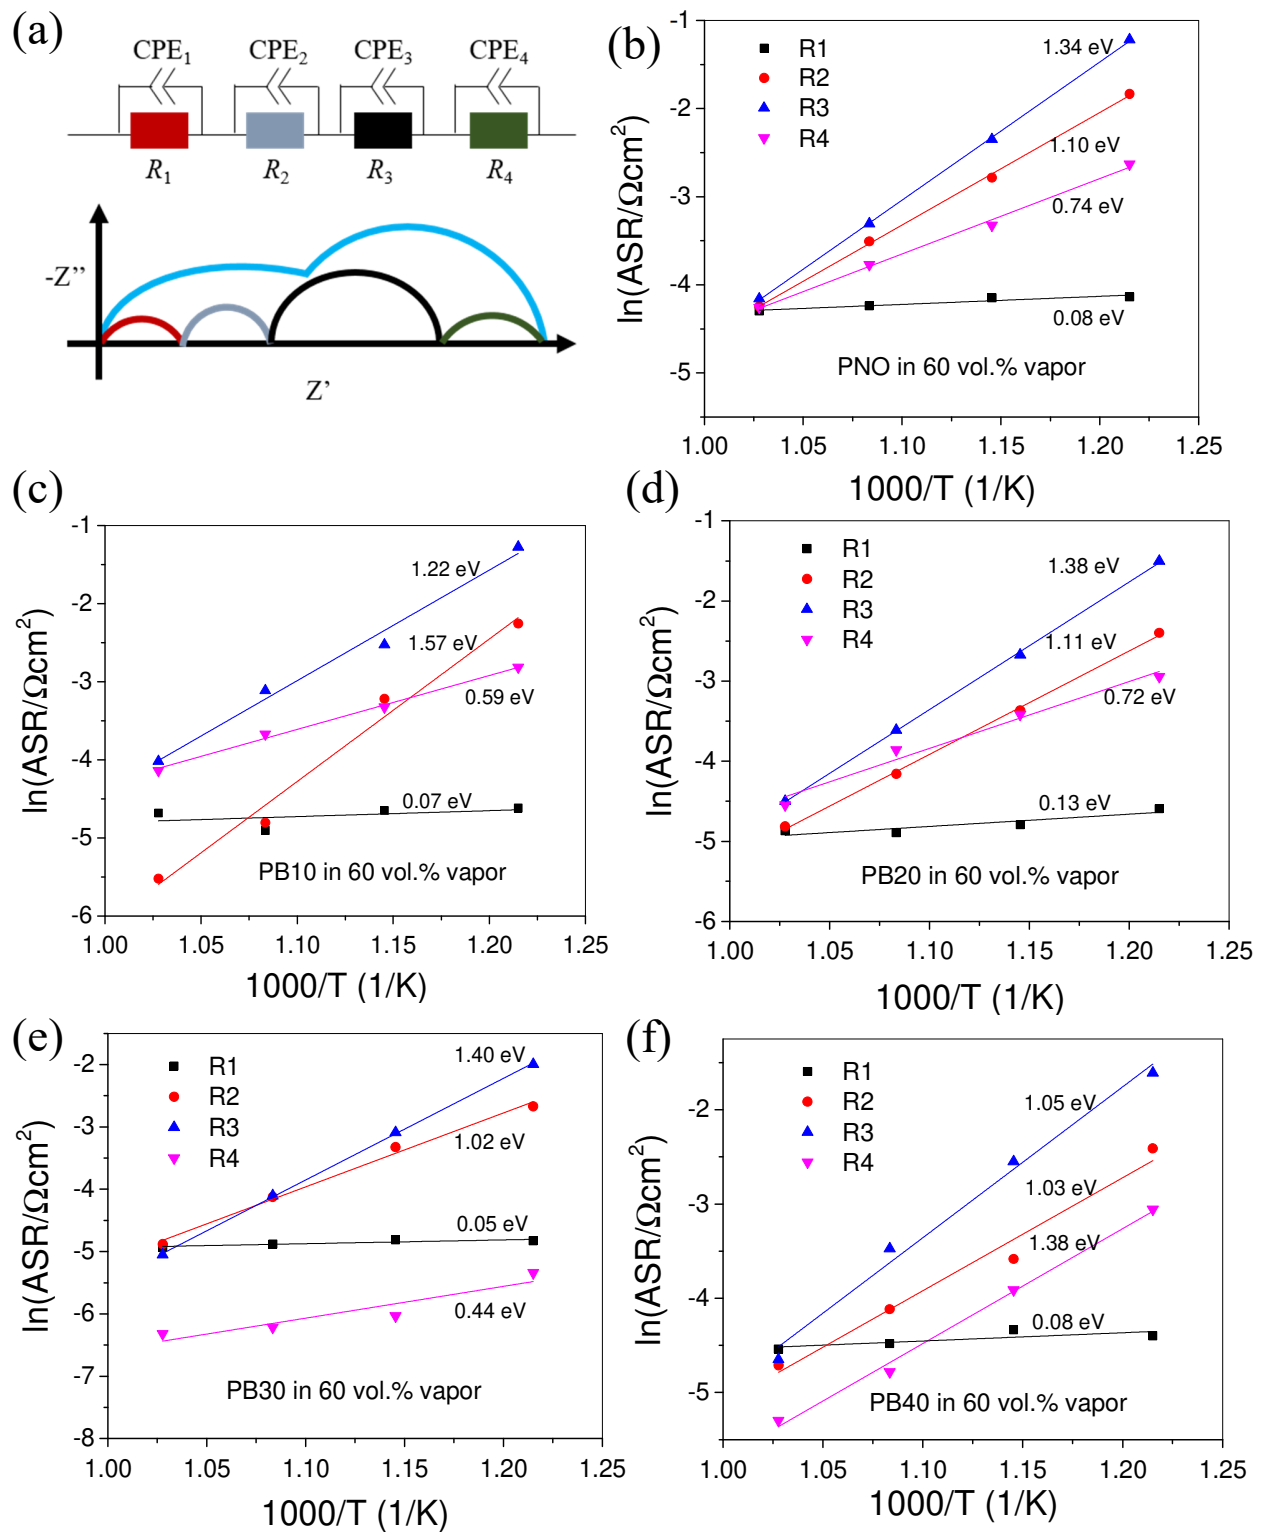 (a)
CPE₁ CPE₂ CPE₃ CPE₄
R₁ R₂ R₃ R₄
-Z''
Z'
(b)
R1
R2
R3
R4
1.34 eV
1.10 eV
0.74 eV
0.08 eV
PNO in 60 vol.% vapor
-1
-2
-3
-4
-5
ln(ASR/Ωcm²)
1.00 1.05 1.10 1.15 1.20 1.25
1000/T (1/K)
(c)
1.22 eV
1.57 eV
0.59 eV
0.07 eV
PB10 in 60 vol.% vapor
-1
-2
-3
-4
-5
-6
ln(ASR/Ωcm²)
1.00 1.05 1.10 1.15 1.20 1.25
1000/T (1/K)
(d)
R1
R2
R3
R4
1.38 eV
1.11 eV
0.72 eV
0.13 eV
PB20 in 60 vol.% vapor
-1
-2
-3
-4
-5
-6
ln(ASR/Ωcm²)
1.00 1.05 1.10 1.15 1.20 1.25
1000/T (1/K)
(e)
R1
R2
R3
R4
1.40 eV
1.02 eV
0.05 eV
0.44 eV
PB30 in 60 vol.% vapor
-2
-3
-4
-5
-6
-7
-8
ln(ASR/Ωcm²)
1.00 1.05 1.10 1.15 1.20 1.25
1000/T (1/K)
(f)
R1
R2
R3
R4
1.05 eV
1.03 eV
1.38 eV
0.08 eV
PB40 in 60 vol.% vapor
-2
-3
-4
-5
ln(ASR/Ωcm²)
1.00 1.05 1.10 1.15 1.20 1.25
1000/T (1/K)